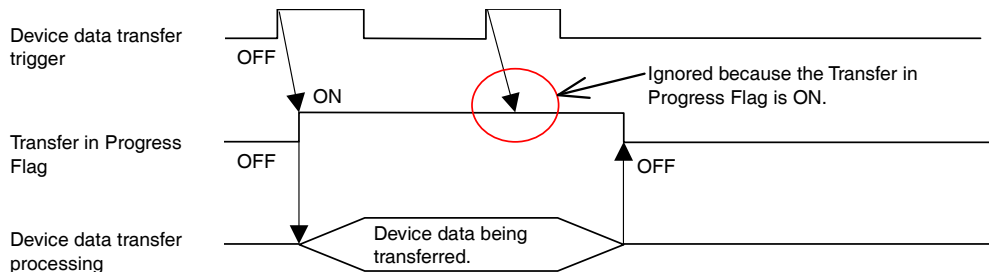 Device data transfer
trigger
OFF
Ignored because the Transfer in
Progress Flag is ON.
ON
Transfer in Progress
Flag
OFF
OFF
Device data transfer
processing
Device data being
transferred.